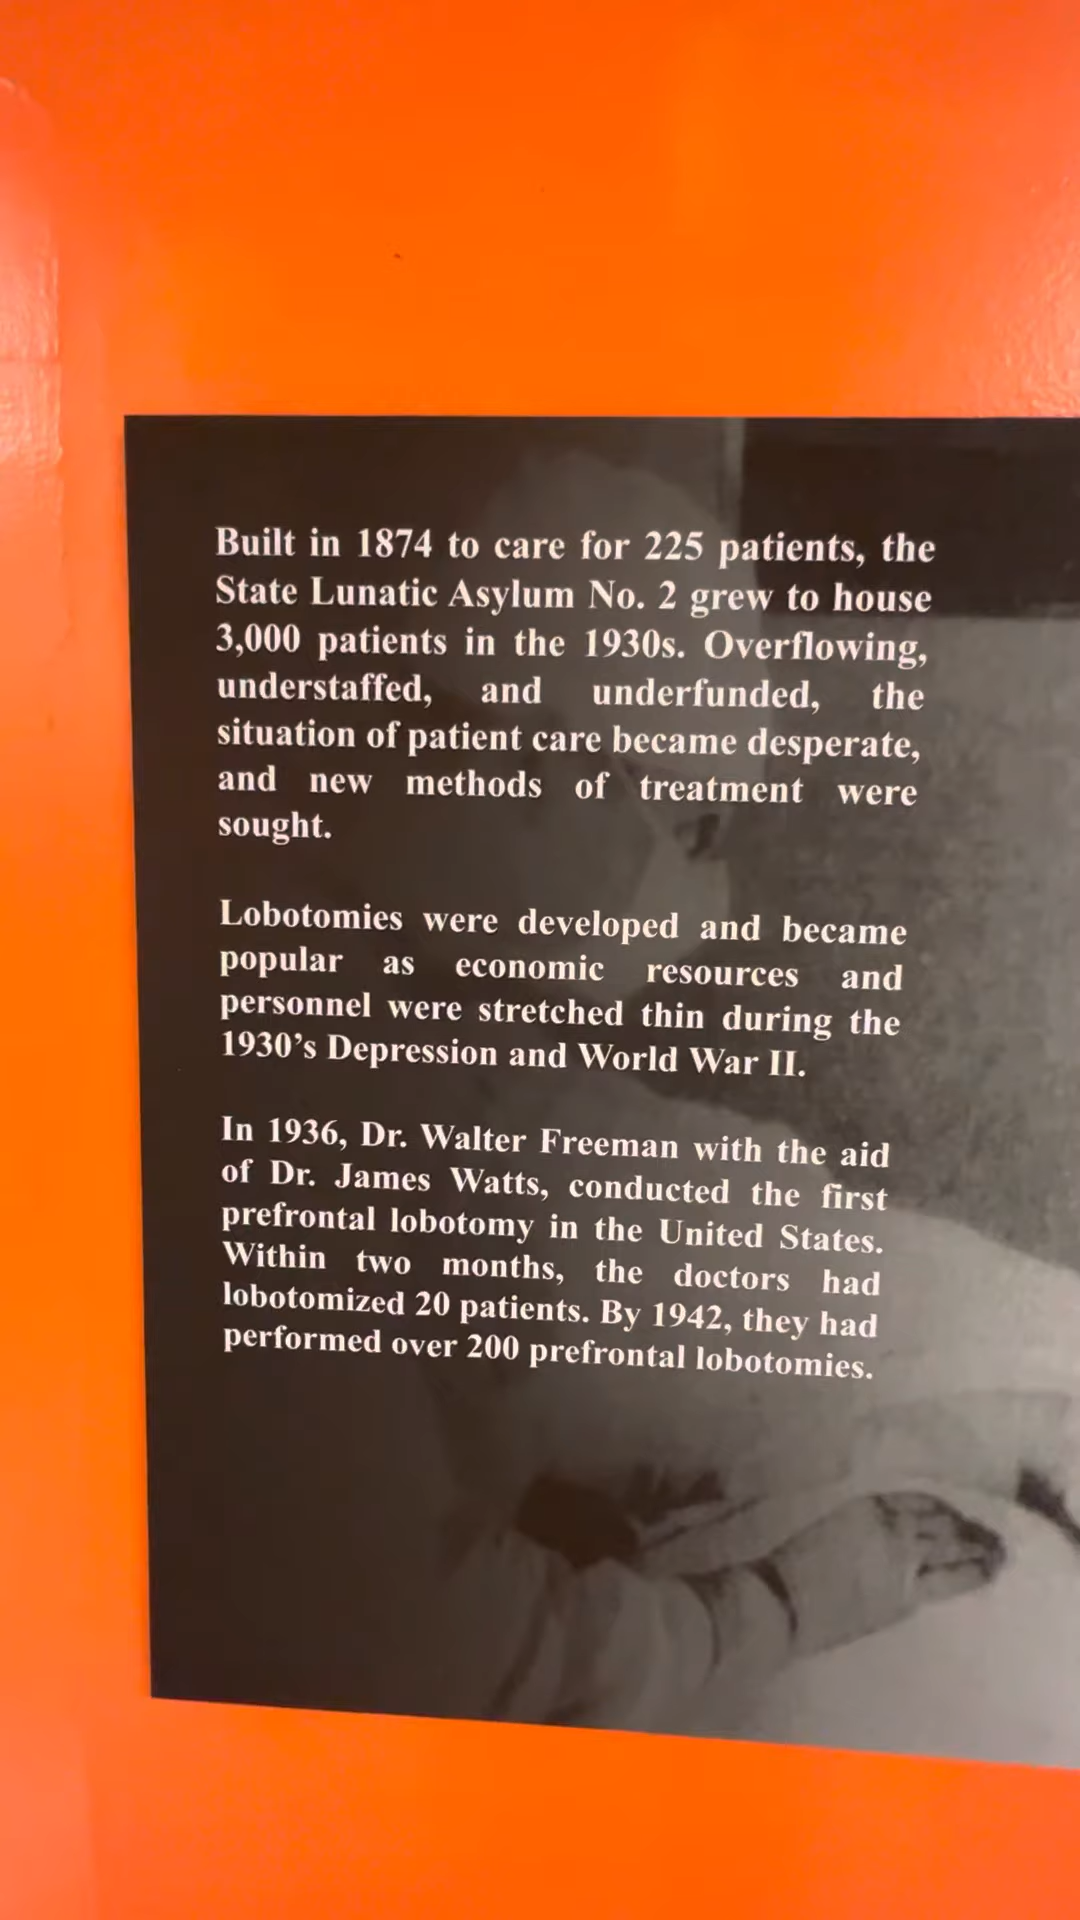 Built in 1874 to care for 225 patients, the
State Lunatic Asylum No. 2 grew to house
3,000 patients in the 1930s. Overflowing,
understaffed, and underfunded, the
situation of patient care became desperate,
and new methods of treatment were
sought.
Lobotomies were developed and became
popular as economic resources and
personnel were stretched thin during the
1930’s Depression and World War II.
In 1936, Dr. Walter Freeman with the aid
of Dr. James Watts, conducted the first
prefrontal lobotomy in the United States.
Within two months, the doctors had
lobotomized 20 patients. By 1942, they had
performed over 200 prefrontal lobotomies.